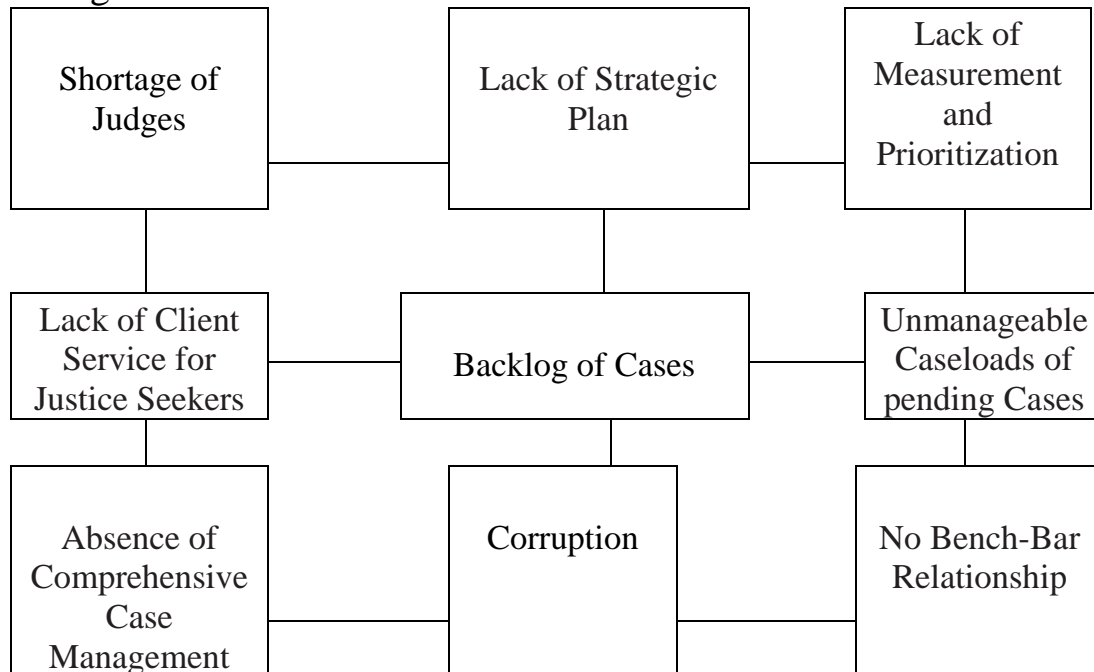 Shortage of
Judges
Lack of Strategic
Plan
Lack of
Measurement
and
Prioritization
Lack of Client
Service for
Justice Seekers
Backlog of Cases
Unmanageable
Caseloads of
pending Cases
Absence of
Comprehensive
Case
Management
Corruption
No Bench-Bar
Relationship